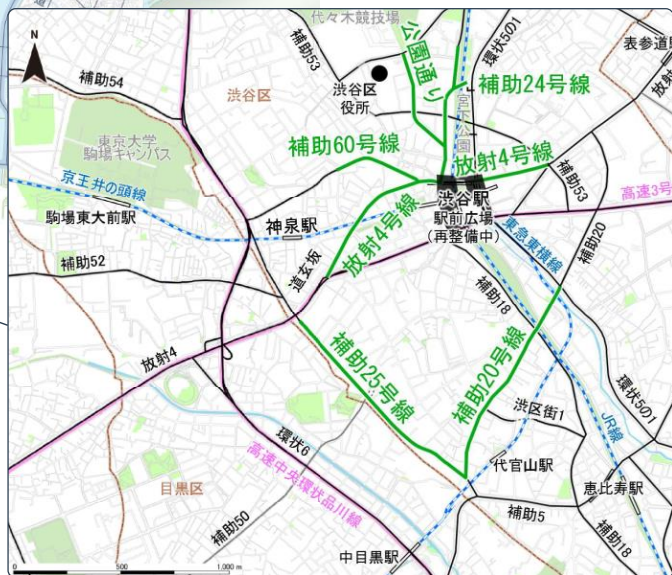 代々木競技場
N
補助54
補助53
公園通り
環状5の1
表参道
渋谷区
渋谷区
役所
補助24号線
放射
宮下公園
東京大学
駒場キャンパス
補助60号線
放射4号線
京王井の頭線
渋谷駅
駅前広場
(再整備中)
補助53
高速3号
駒場東大前駅
神泉駅
東急東横線
補助20
補助52
道玄坂
放射4号線
補助18
放射4
補助25号線
補助20号線
環状5の1
渋区街1
JR線
環状6
高速中央環状品川線
代官山駅
恵比寿駅
目黒区
補助50
補助5
補助18
中目黒駅
0 500 1,000 m